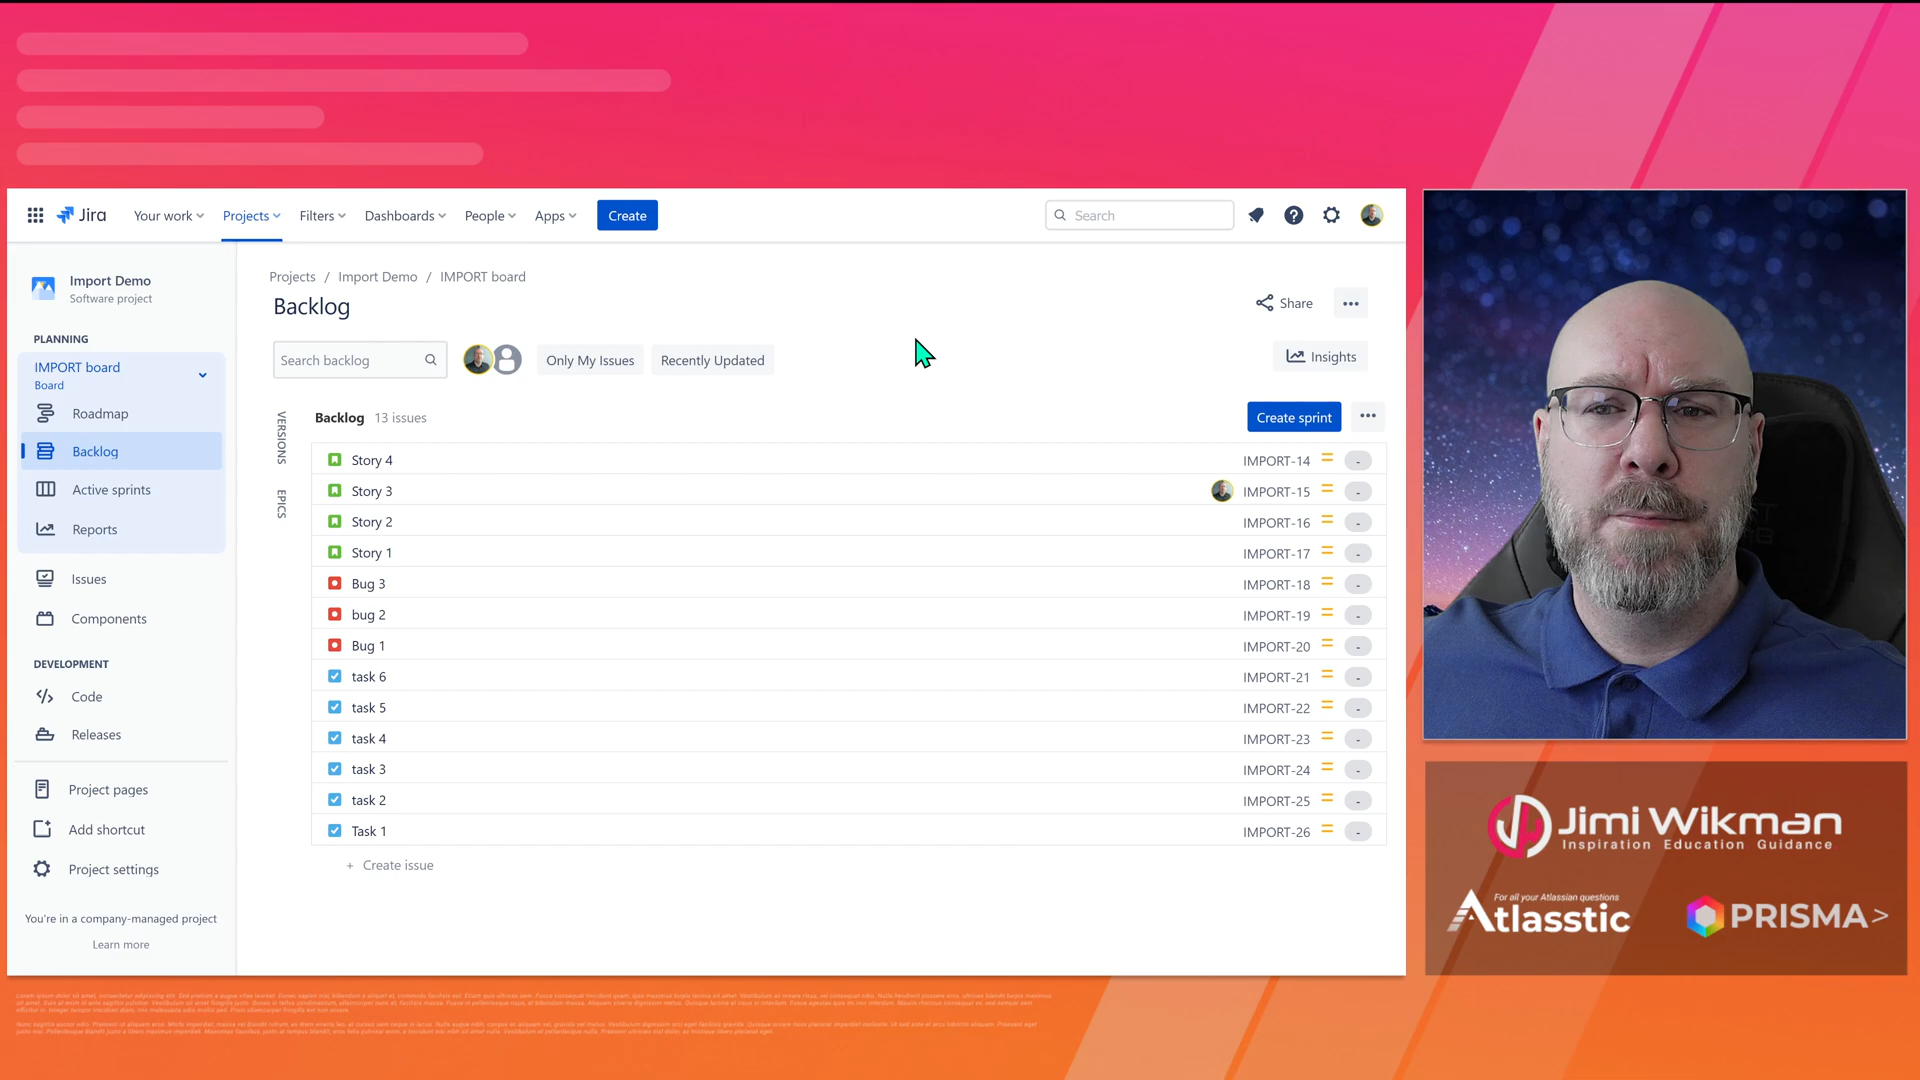 Jira
Your work
Projects
Filters
Dashboards
People
Apps
Create
Search
Import Demo
Software project
PLANNING
IMPORT board
Board
Roadmap
Backlog
Active sprints
Reports
Issues
Components
DEVELOPMENT
Code
Releases
Project pages
Add shortcut
Project settings
You're in a company-managed project
Learn more
Projects / Import Demo / IMPORT board
Backlog
Share
Search backlog
Only My Issues
Recently Updated
Insights
VERSIONS
EPICS
Backlog 13 issues
Create sprint
Story 4 IMPORT-14 -
Story 3 IMPORT-15 -
Story 2 IMPORT-16 -
Story 1 IMPORT-17 -
Bug 3 IMPORT-18 -
bug 2 IMPORT-19 -
Bug 1 IMPORT-20 -
task 6 IMPORT-21 -
task 5 IMPORT-22 -
task 4 IMPORT-23 -
task 3 IMPORT-24 -
task 2 IMPORT-25 -
Task 1 IMPORT-26 -
+ Create issue
Jimi Wikman
Inspiration Education Guidance
For all your Atlassian questions
Atlasstic
PRISMA>